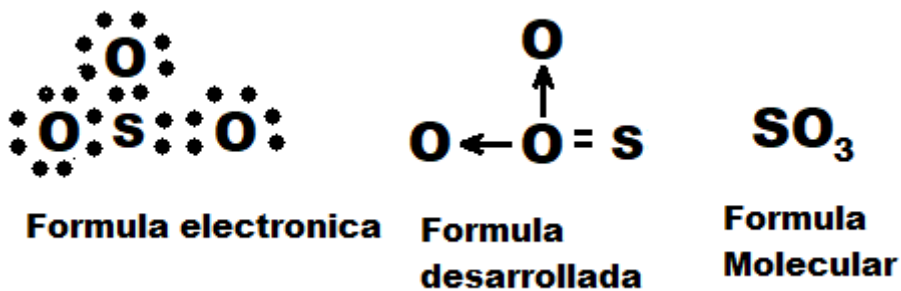 O
O S O
Formula electronica
O
O ← O = S
Formula
desarrollada
SO₃
Formula
Molecular